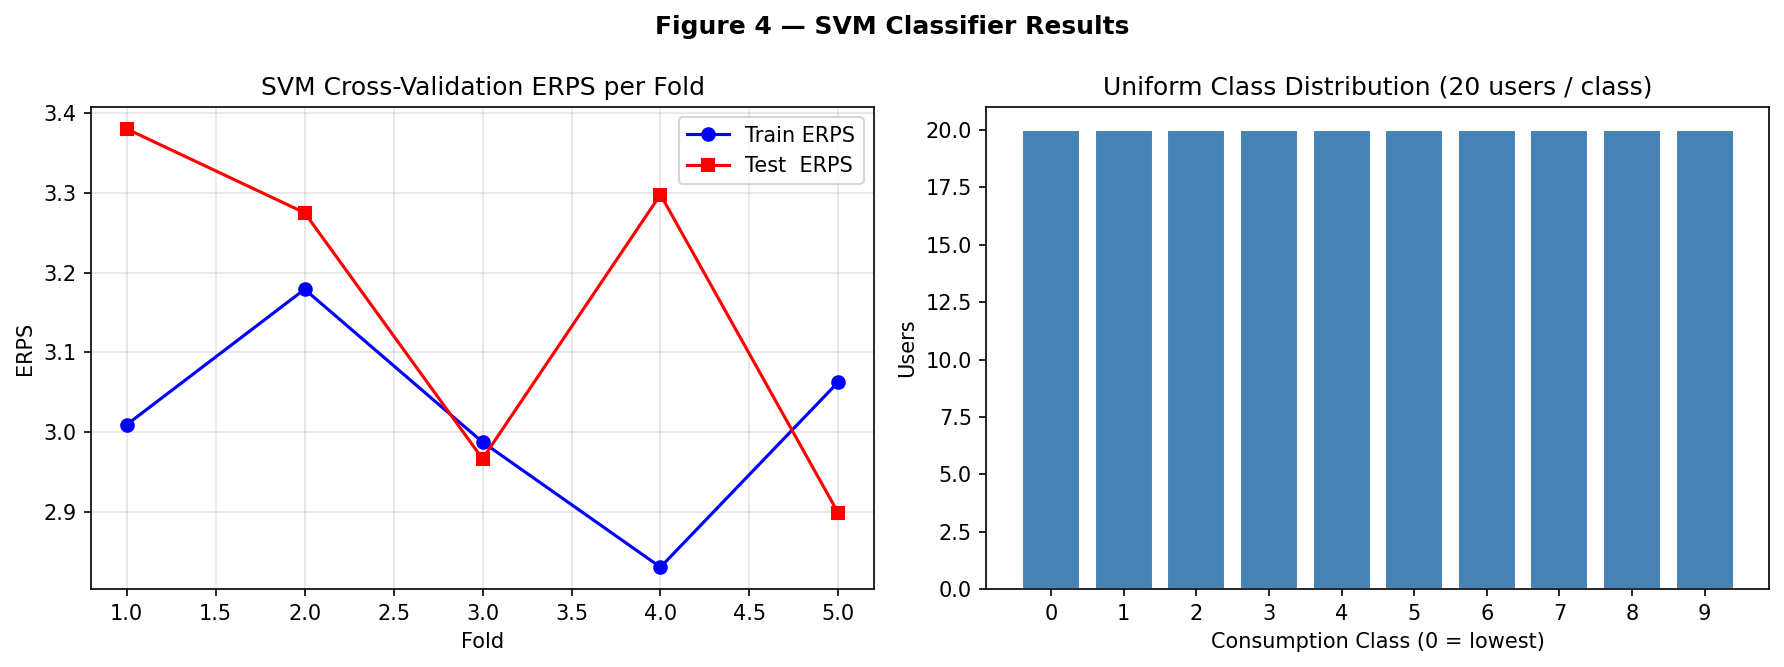 Figure 4 — SVM Classifier Results
SVM Cross-Validation ERPS per Fold
3.4
3.3
3.2
3.1
3.0
2.9
ERPS
Train ERPS
Test  ERPS
1.0 1.5 2.0 2.5 3.0 3.5 4.0 4.5 5.0
Fold
Uniform Class Distribution (20 users / class)
20.0
17.5
15.0
12.5
10.0
7.5
5.0
2.5
0.0
Users
0 1 2 3 4 5 6 7 8 9
Consumption Class (0 = lowest)